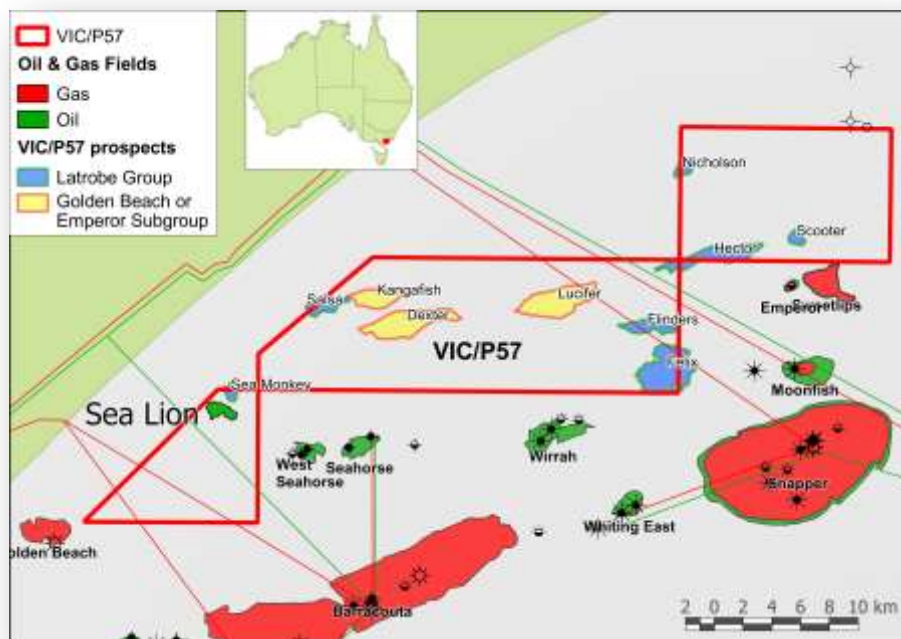 VIC/P57
Oil & Gas Fields
Gas
Oil
VIC/P57 prospects
Latrobe Group
Golden Beach or
Emperor Subgroup
Nicholson
Scooter
Hector
Emperor
Sweetlips
Kangafish
Salsa
Lucifer
Dexter
Flinders
VIC/P57
Felix
Sea Monkey
Moonfish
Sea Lion
West
Seahorse
Seahorse
Wirrah
Snapper
Whiting East
olden Beach
Barracouta
2 0 2 4 6 8 10 km